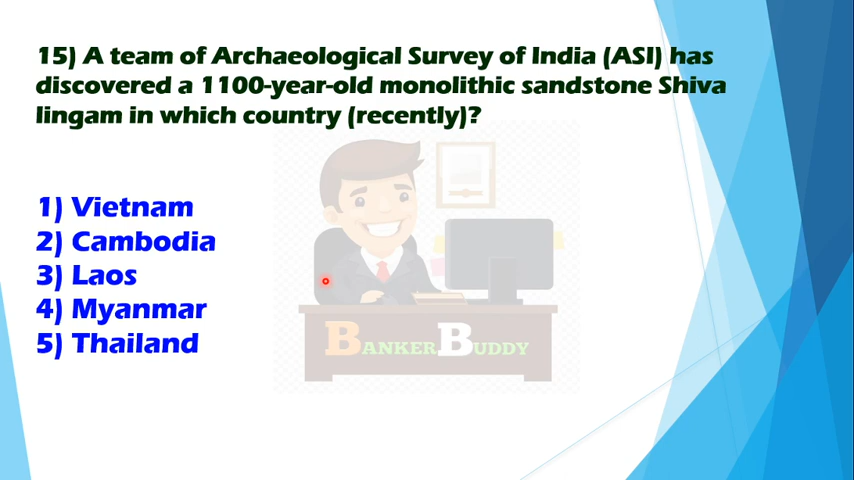 15) A team of Archaeological Survey of India (ASI) has
discovered a 1100-year-old monolithic sandstone Shiva
lingam in which country (recently)?
1) Vietnam
2) Cambodia
3) Laos
4) Myanmar
5) Thailand
BANKER BUDDY